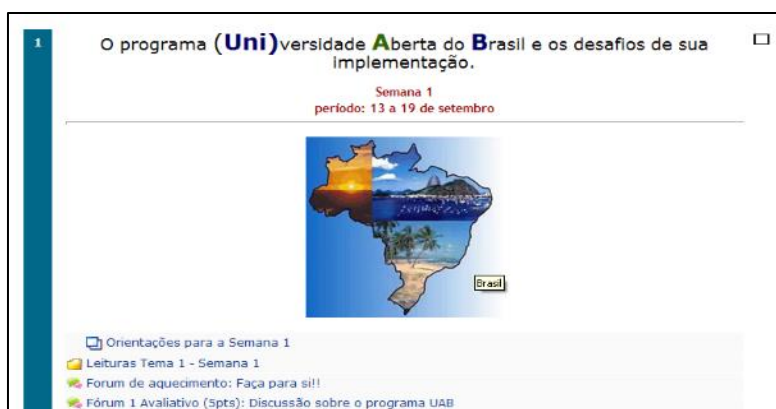 1
O programa (Uni)versidade Aberta do Brasil e os desafios de sua
implementação.
Semana 1
período: 13 a 19 de setembro
Brasil
Orientações para a Semana 1
Leituras Tema 1 - Semana 1
Forum de aquecimento: Faça para si!!
Fórum 1 Avaliativo (5pts): Discussão sobre o programa UAB